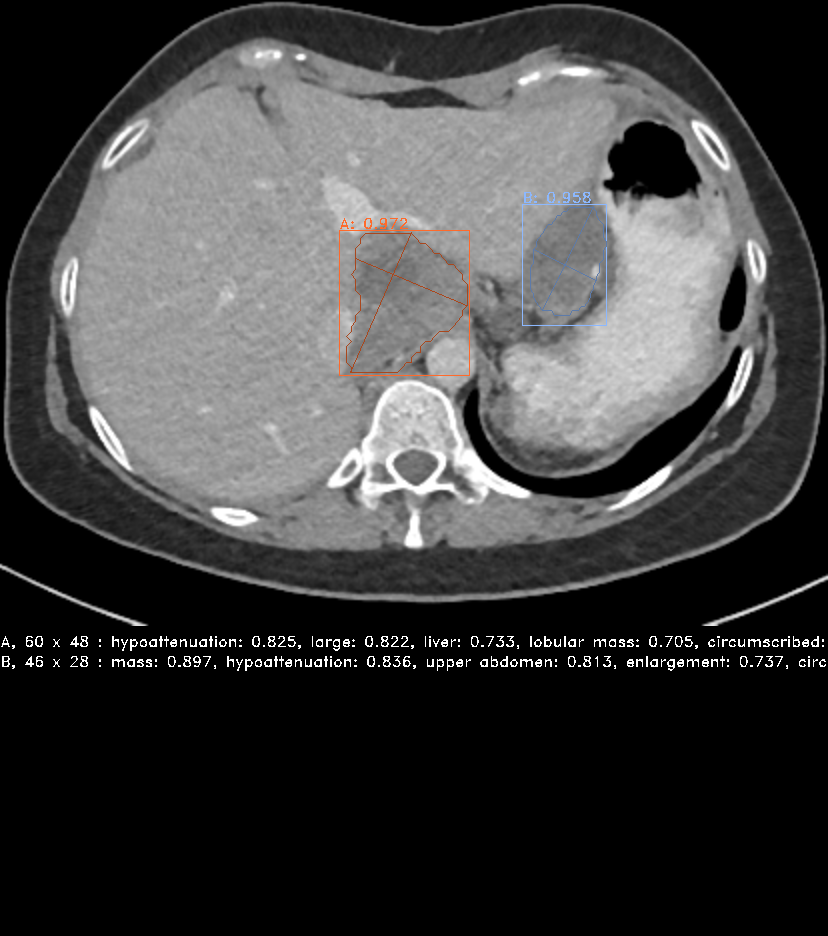 A: 0.972
B: 0.958
A, 60 x 48 : hypoattenuation: 0.825, large: 0.822, liver: 0.733, lobular mass: 0.705, circumscribed:
B, 46 x 28 : mass: 0.897, hypoattenuation: 0.836, upper abdomen: 0.813, enlargement: 0.737, circ